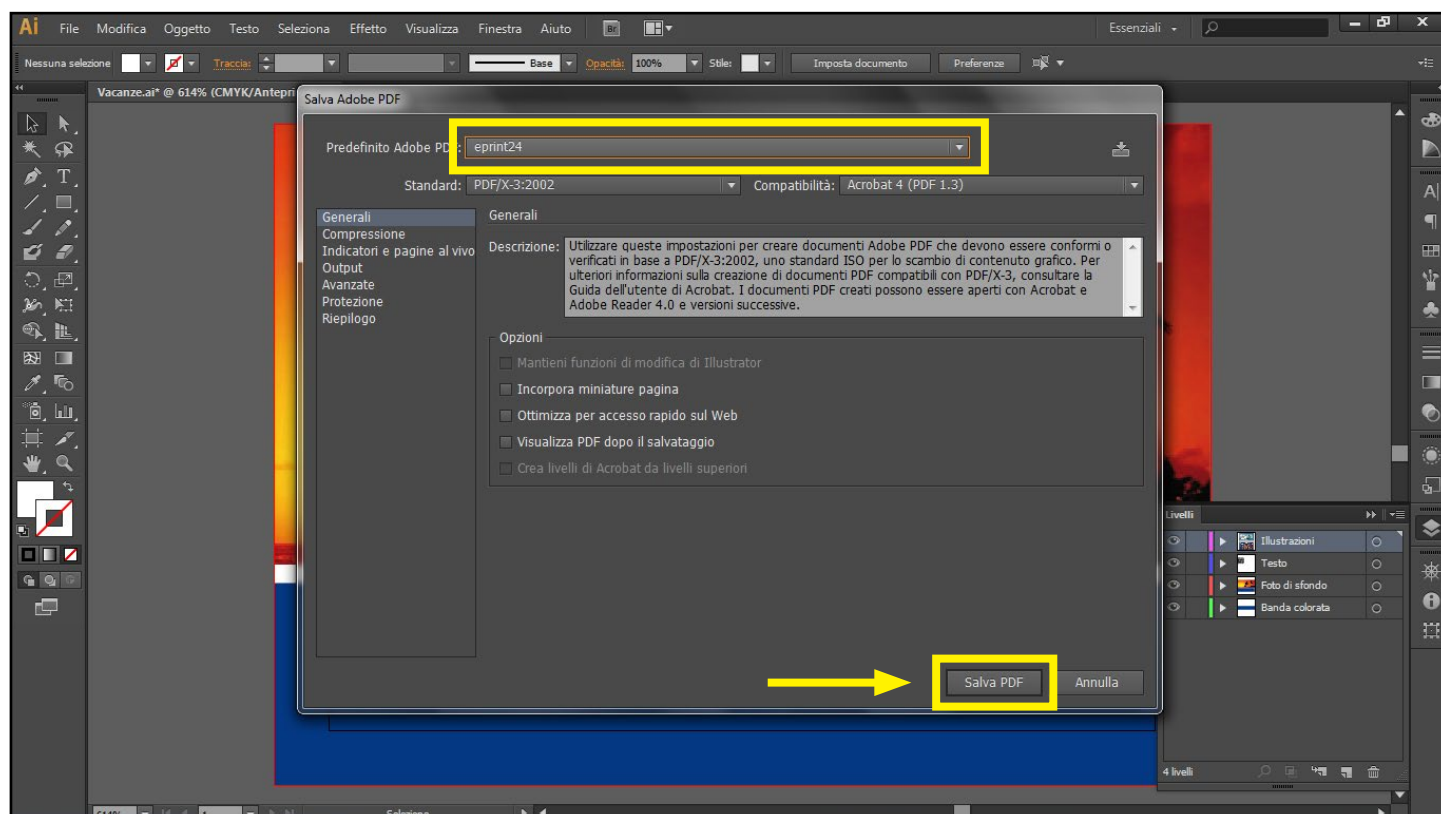 Ai File Modifica Oggetto Testo Seleziona Effetto Visualizza Finestra Aiuto Br Essenziali
Nessuna selezione Traccia: Base Opacità: 100% Stile: Imposta documento Preferenze
Vacanze.ai* @ 614% (CMYK/Antepri
Salva Adobe PDF
Predefinito Adobe PD : eprint24
Standard: PDF/X-3:2002 Compatibilità: Acrobat 4 (PDF 1.3)
Generali
Compressione
Indicatori e pagine al vivo
Output
Avanzate
Protezione
Riepilogo
Generali
Descrizione: Utilizzare queste impostazioni per creare documenti Adobe PDF che devono essere conformi o
verificati in base a PDF/X-3:2002, uno standard ISO per lo scambio di contenuto grafico. Per
ulteriori informazioni sulla creazione di documenti PDF compatibili con PDF/X-3, consultare la
Guida dell'utente di Acrobat. I documenti PDF creati possono essere aperti con Acrobat e
Adobe Reader 4.0 e versioni successive.
Opzioni
Mantieni funzioni di modifica di Illustrator
Incorpora miniature pagina
Ottimizza per accesso rapido sul Web
Visualizza PDF dopo il salvataggio
Crea livelli di Acrobat da livelli superiori
Salva PDF Annulla
Livelli
Illustrazioni
Testo
Foto di sfondo
Banda colorata
4 livelli
614% 1 Selezione